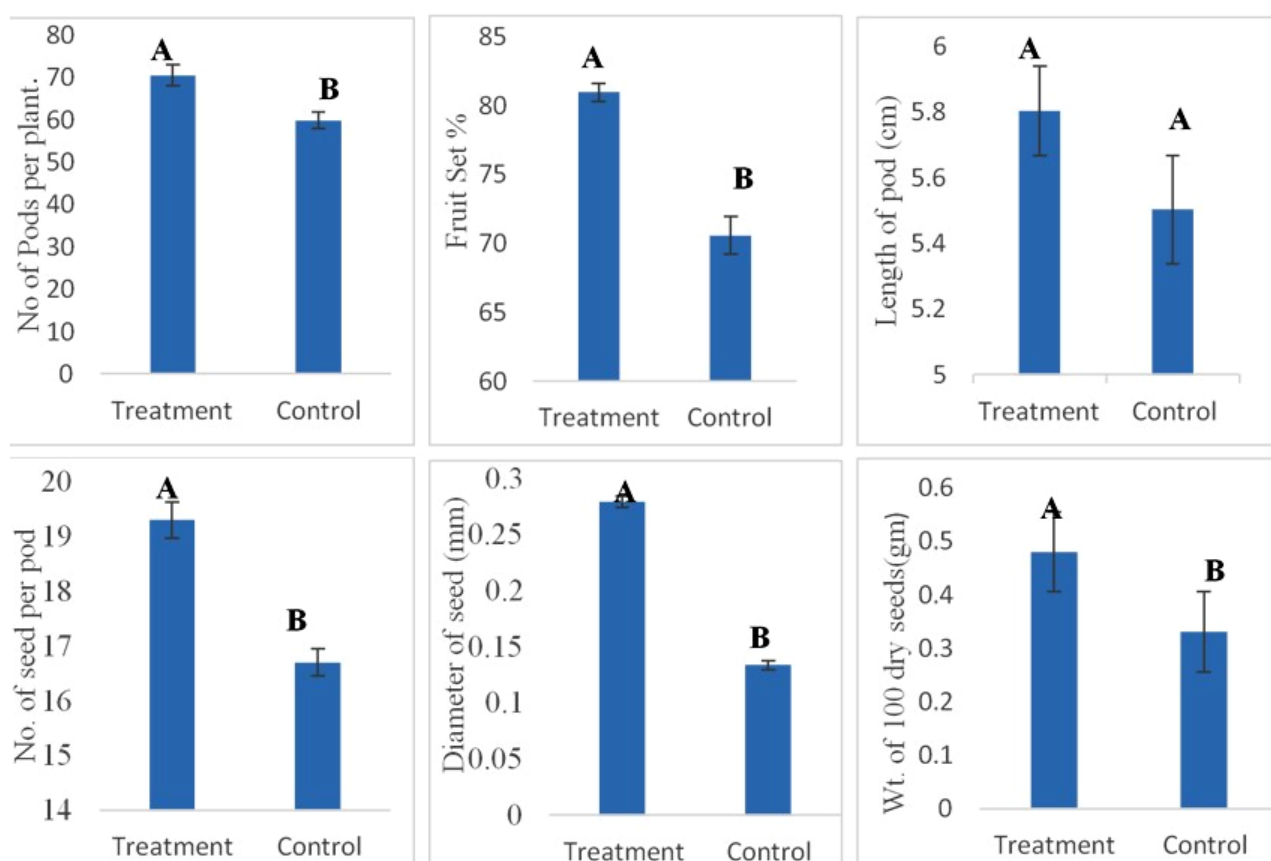 No of Pods per plant.
80
70
60
50
40
30
20
10
0
A
B
Treatment Control
Fruit Set %
85
80
75
70
65
60
A
B
Treatment Control
Length of pod (cm)
6
5.8
5.6
5.4
5.2
5
A
A
Treatment Control
No. of seed per pod
20
19
18
17
16
15
14
A
B
Treatment Control
Diameter of seed (mm)
0.3
0.25
0.2
0.15
0.1
0.05
0
A
B
Treatment Control
Wt. of 100 dry seeds(gm)
0.6
0.5
0.4
0.3
0.2
0.1
0
A
B
Treatment Control